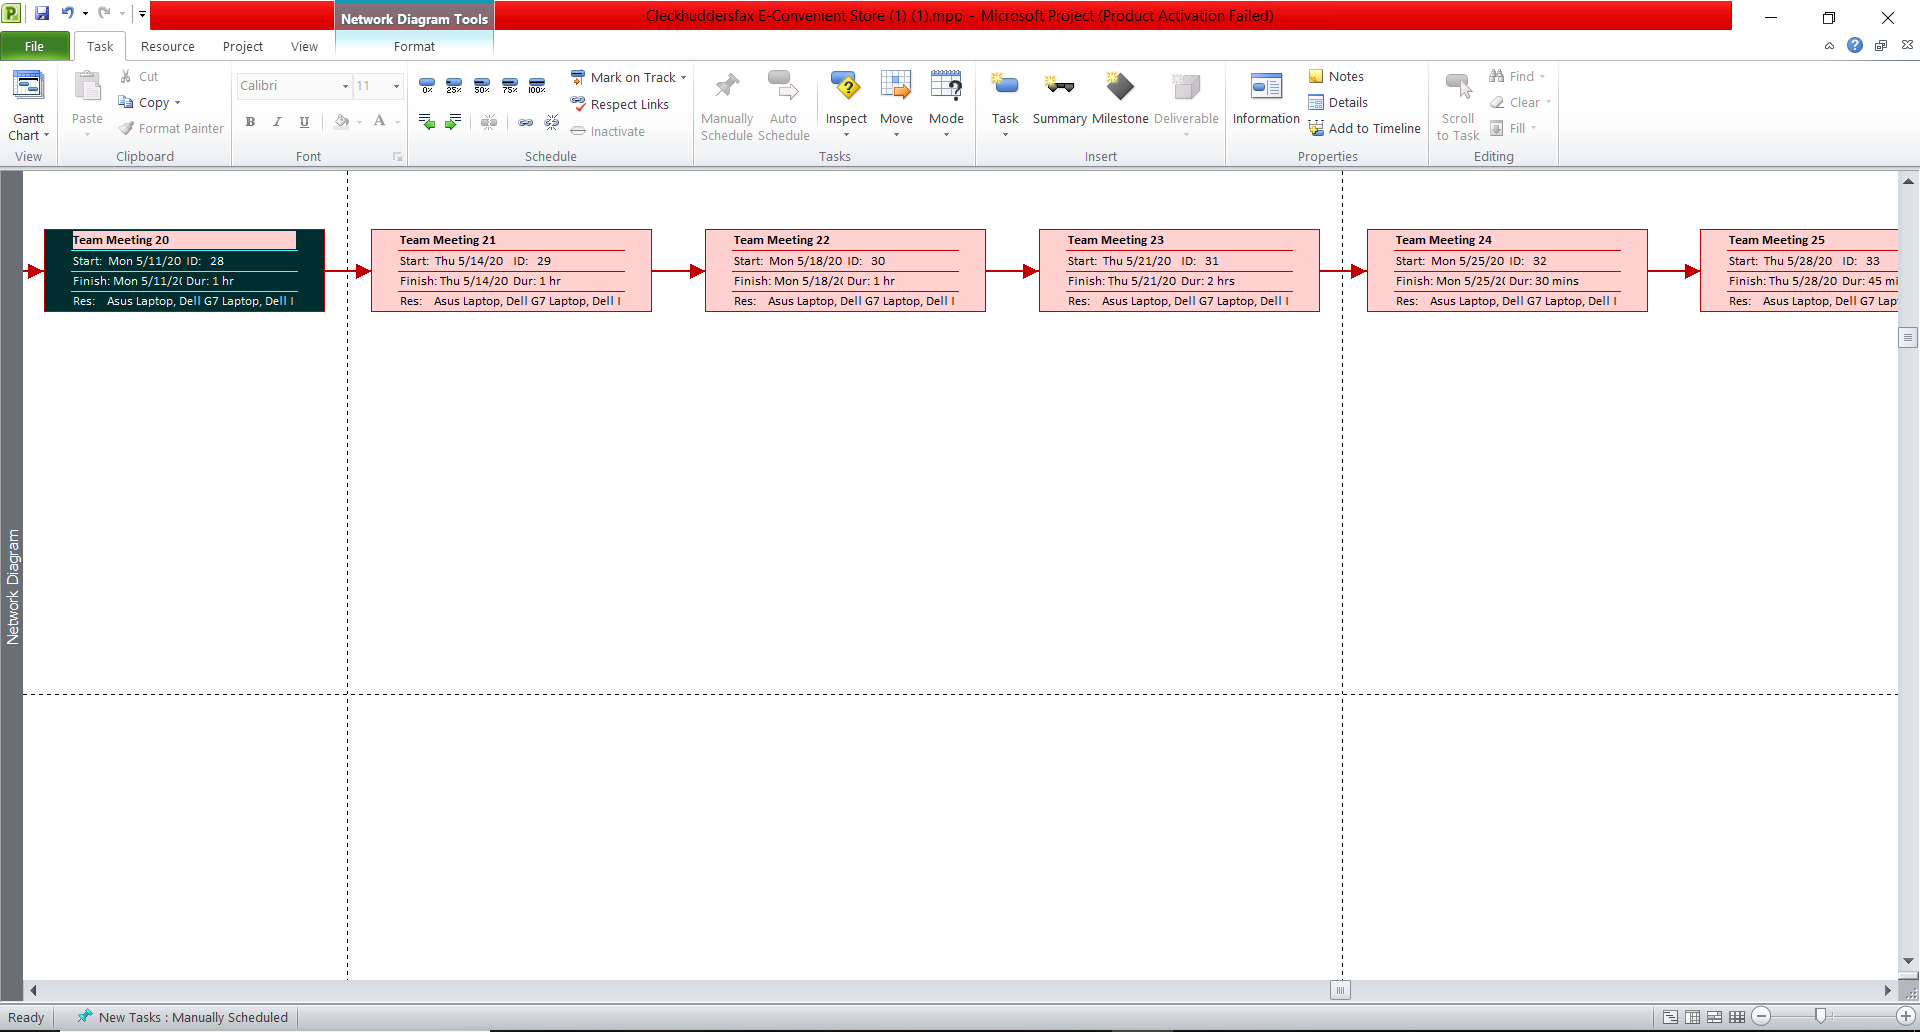 Network Diagram Tools
Cleckhuddersfax E-Convenient Store (1) (1).mpp - Microsoft Project (Product Activation Failed)
File Task Resource Project View Format
Gantt Chart
View
Paste
Cut
Copy
Format Painter
Clipboard
Calibri 11
B I U A
Font
0% 25% 50% 75% 100%
Mark on Track
Respect Links
Inactivate
Schedule
Manually Schedule
Auto Schedule
Inspect
Move
Mode
Tasks
Task
Summary
Milestone
Deliverable
Insert
Information
Notes
Details
Add to Timeline
Properties
Scroll to Task
Find
Clear
Fill
Editing
Team Meeting 20
Start: Mon 5/11/20 ID: 28
Finish: Mon 5/11/2 Dur: 1 hr
Res: Asus Laptop, Dell G7 Laptop, Dell I
Team Meeting 21
Start: Thu 5/14/20 ID: 29
Finish: Thu 5/14/20 Dur: 1 hr
Res: Asus Laptop, Dell G7 Laptop, Dell I
Team Meeting 22
Start: Mon 5/18/20 ID: 30
Finish: Mon 5/18/2 Dur: 1 hr
Res: Asus Laptop, Dell G7 Laptop, Dell I
Team Meeting 23
Start: Thu 5/21/20 ID: 31
Finish: Thu 5/21/20 Dur: 2 hrs
Res: Asus Laptop, Dell G7 Laptop, Dell I
Team Meeting 24
Start: Mon 5/25/20 ID: 32
Finish: Mon 5/25/2 Dur: 30 mins
Res: Asus Laptop, Dell G7 Laptop, Dell I
Team Meeting 25
Start: Thu 5/28/20 ID: 33
Finish: Thu 5/28/20 Dur: 45 mi
Res: Asus Laptop, Dell G7 Lap
Network Diagram
Ready
New Tasks : Manually Scheduled